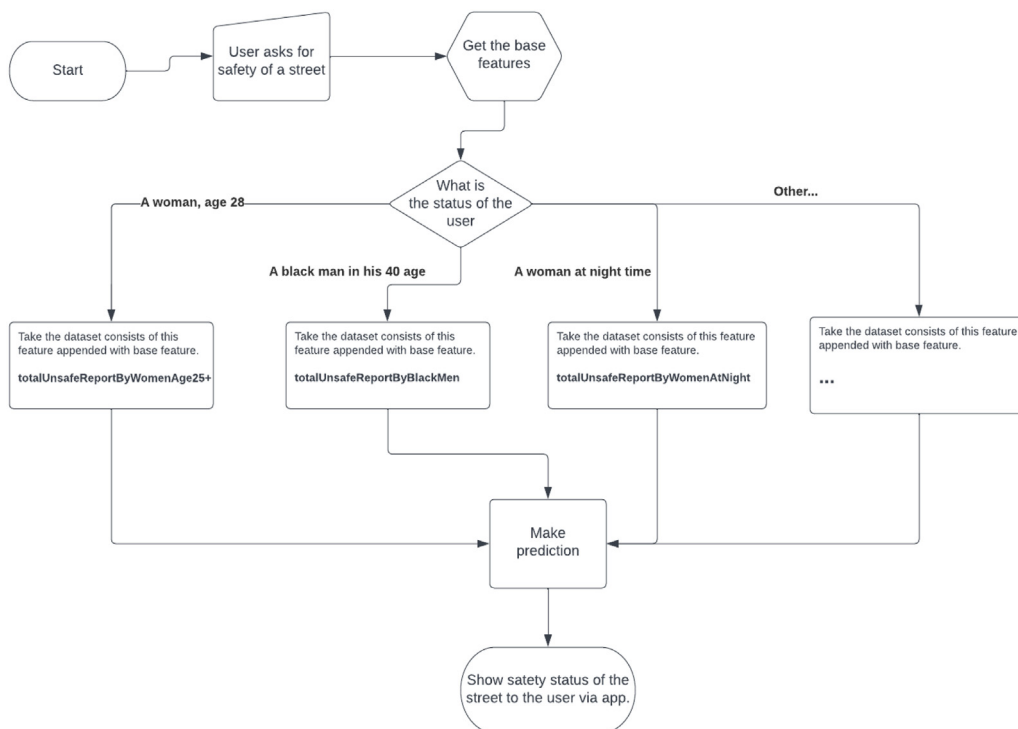 Start
User asks for
safety of a street
Get the base
features
What is
the status of the
user
A woman, age 28
A black man in his 40 age
A woman at night time
Other...
Take the dataset consists of this
feature appended with base feature.
totalUnsafeReportByWomenAge25+
Take the dataset consists of this
feature appended with base feature.
totalUnsafeReportByBlackMen
Take the dataset consists of this
feature appended with base feature.
totalUnsafeReportByWomenAtNight
Take the dataset consists of this feature
appended with base feature.
...
Make
prediction
Show satety status of the
street to the user via app.